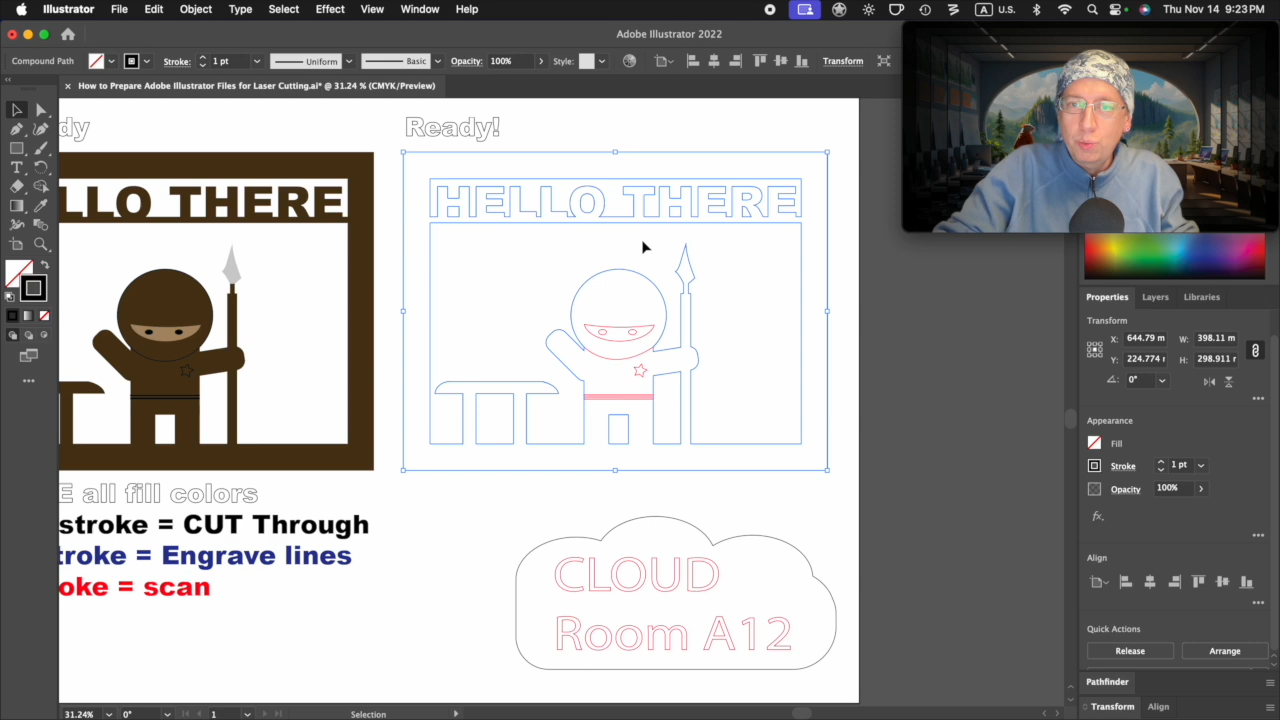 Illustrator File Edit Object Type Select Effect View Window Help A U.S. Thu Nov 14 9:23 PM
Adobe Illustrator 2022
Compound Path Stroke: 1 pt Uniform Basic Opacity: 100% Style: Transform
× How to Prepare Adobe Illustrator Files for Laser Cutting.ai* @ 31.24 % (CMYK/Preview)
dy Ready!
LLO THERE HELLO THERE
E all fill colors
stroke = CUT Through
troke = Engrave lines
oke = scan
CLOUD
Room A12
Properties Layers Libraries
Transform
X: 644.79 m W: 398.11 m
Y: 224.774 r H: 298.911 r
0°
Appearance
Fill
Stroke 1 pt
Opacity 100%
fx.
Align
Quick Actions
Release Arrange
Pathfinder
Transform Align
31.24% 0° 1 Selection